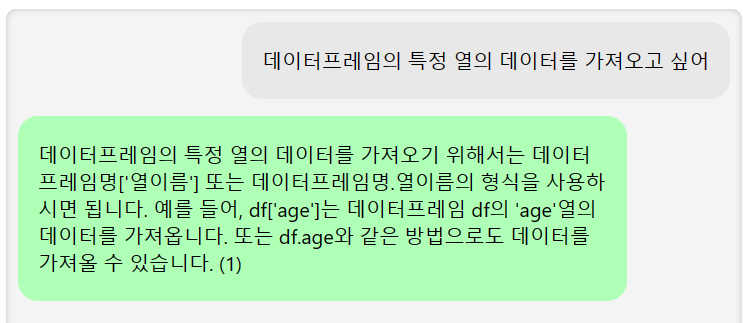 데이터프레임의 특정 열의 데이터를 가져오고 싶어
데이터프레임의 특정 열의 데이터를 가져오기 위해서는 데이터
프레임명['열이름'] 또는 데이터프레임명.열이름의 형식을 사용하
시면 됩니다. 예를 들어, df['age']는 데이터프레임 df의 'age'열의
데이터를 가져옵니다. 또는 df.age와 같은 방법으로도 데이터를
가져올 수 있습니다. (1)